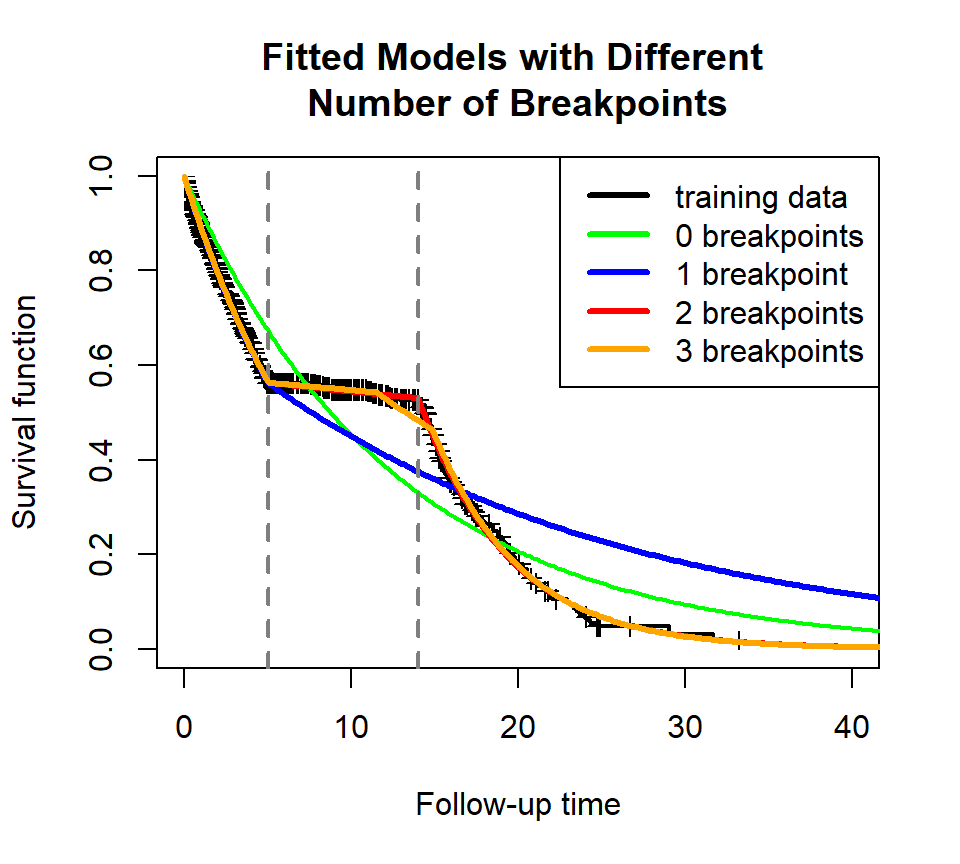 Fitted Models with Different
Number of Breakpoints
training data
0 breakpoints
1 breakpoint
2 breakpoints
3 breakpoints
Survival function
1.0
0.8
0.6
0.4
0.2
0.0
0 10 20 30 40
Follow-up time